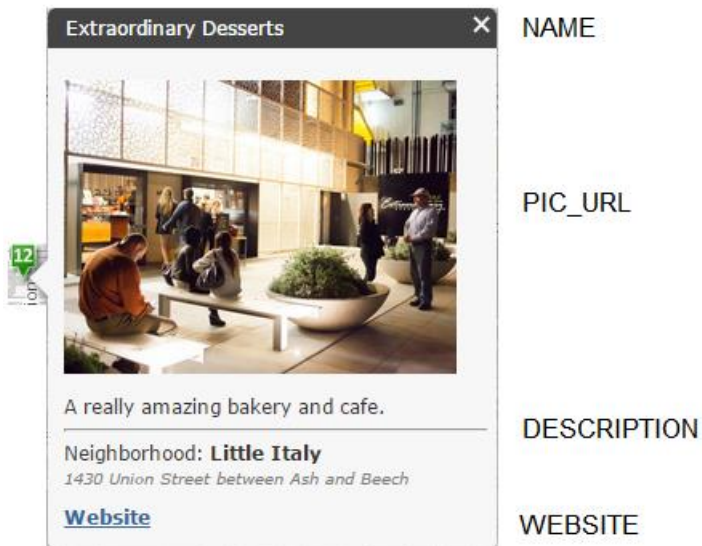 Extraordinary Desserts × NAME
PIC_URL
12
A really amazing bakery and cafe.
DESCRIPTION
Neighborhood: Little Italy
1430 Union Street between Ash and Beech
Website WEBSITE